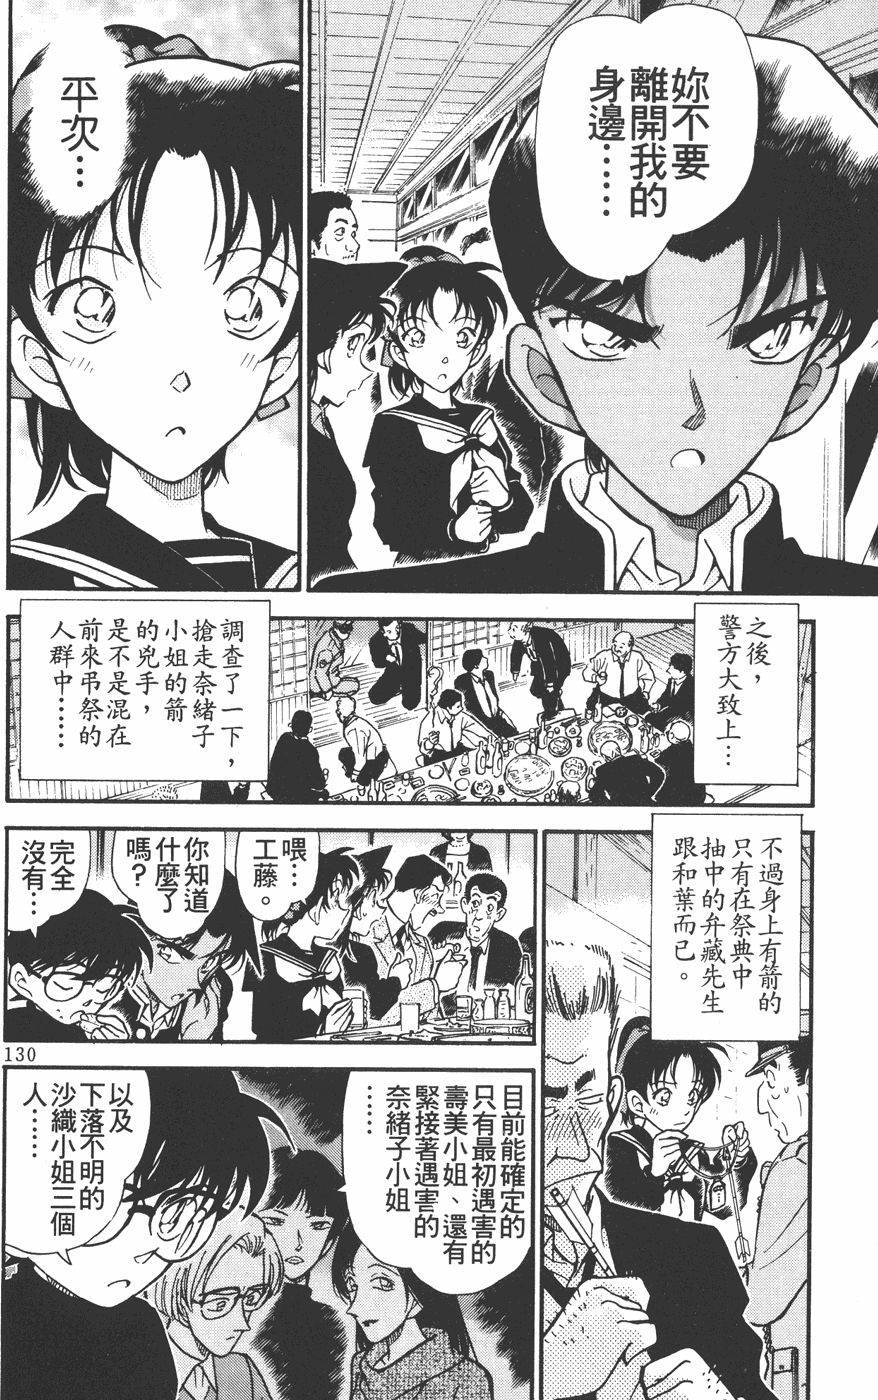 妳不要
離開我的
身邊……
平次…
之後，
警方大致上…
調查了一下，
搶走奈緒子
小姐的箭
的兇手，
是不是混在
前來弔祭的
人群中……
不過身上有箭的
只有在祭典中
抽中的弁藏先生
跟和葉而已。
喂…
工藤。
你知道
什麼了
嗎？
完全
沒有…
目前能確定的
只有最初遇害的
壽美小姐、還有
緊接著遇害的
奈緒子小姐
……
以及
下落不明的
沙織小姐三個
人……
130